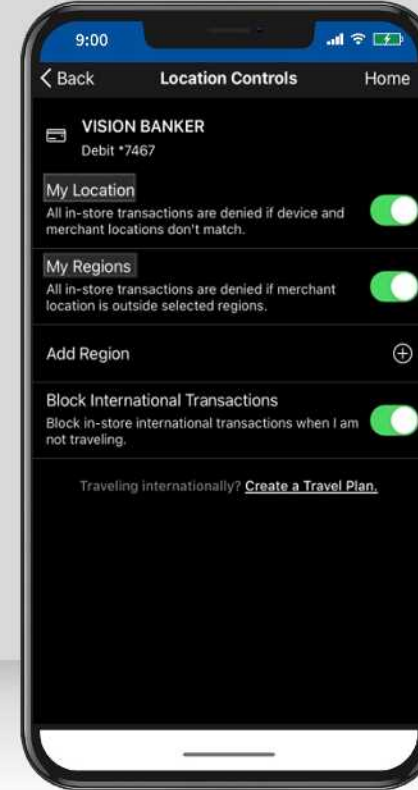 9:00
Back Location Controls Home
VISION BANKER
Debit *7467
My Location
All in-store transactions are denied if device and
merchant locations don't match.
My Regions
All in-store transactions are denied if merchant
location is outside selected regions.
Add Region
Block International Transactions
Block in-store international transactions when I am
not traveling.
Traveling internationally? Create a Travel Plan.